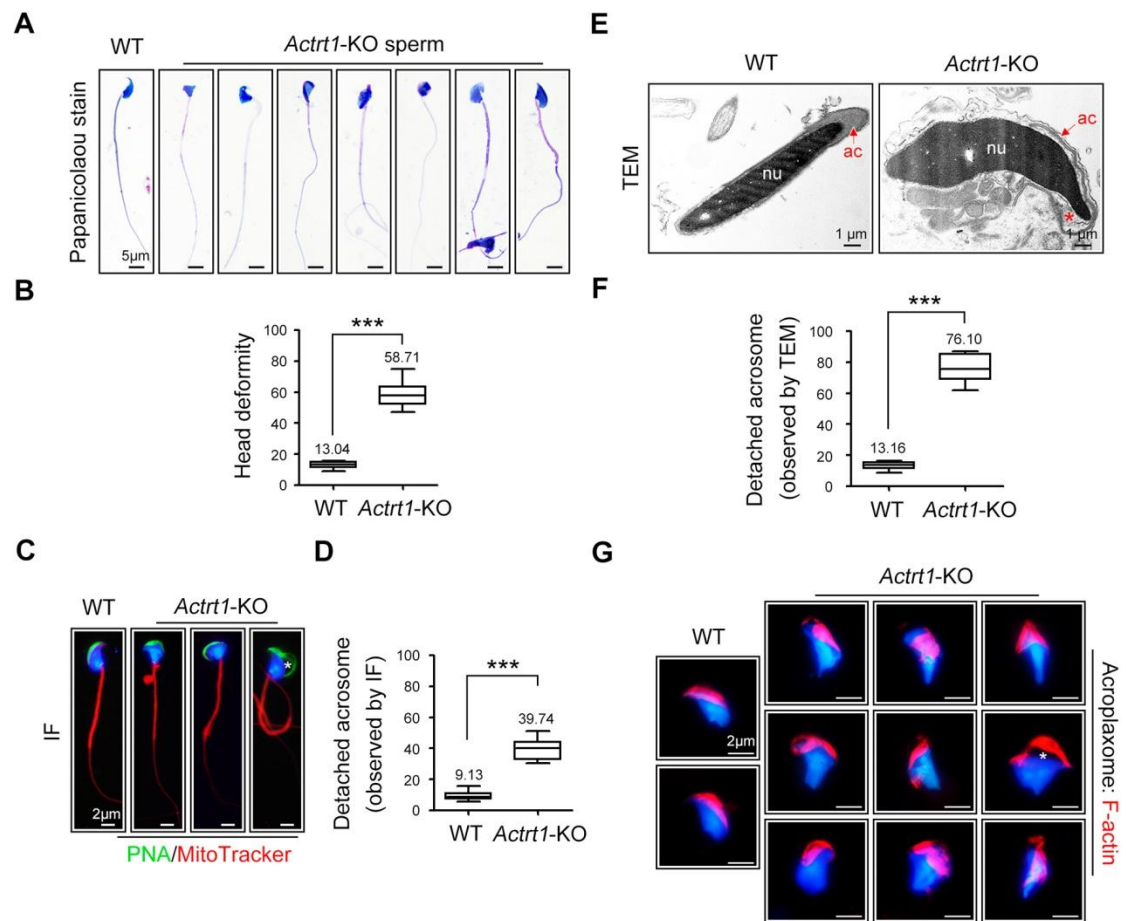 A
WT
Actrt1-KO sperm
Papanicolaou stain
5μm
B
Head deformity
100
80
60
40
20
0
***
13.04
58.71
WT
Actrt1-KO
C
WT
Actrt1-KO
IF
*
2μm
PNA/MitoTracker
D
Detached acrosome
(observed by IF)
100
80
60
40
20
0
***
9.13
39.74
WT
Actrt1-KO
E
WT
Actrt1-KO
TEM
ac
nu
1 μm
ac
nu
*
1 μm
F
Detached acrosome
(observed by TEM)
100
80
60
40
20
0
***
13.16
76.10
WT
Actrt1-KO
G
Actrt1-KO
WT
2μm
*
Acroplaxome: F-actin